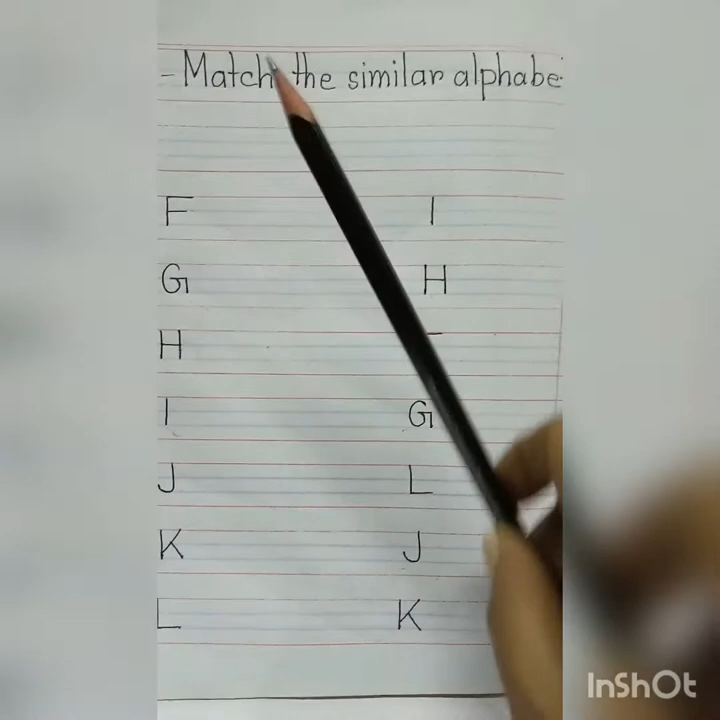 - Match the similar alphabe
F I
G H
H
I G
J L
K J
L K
InShOt